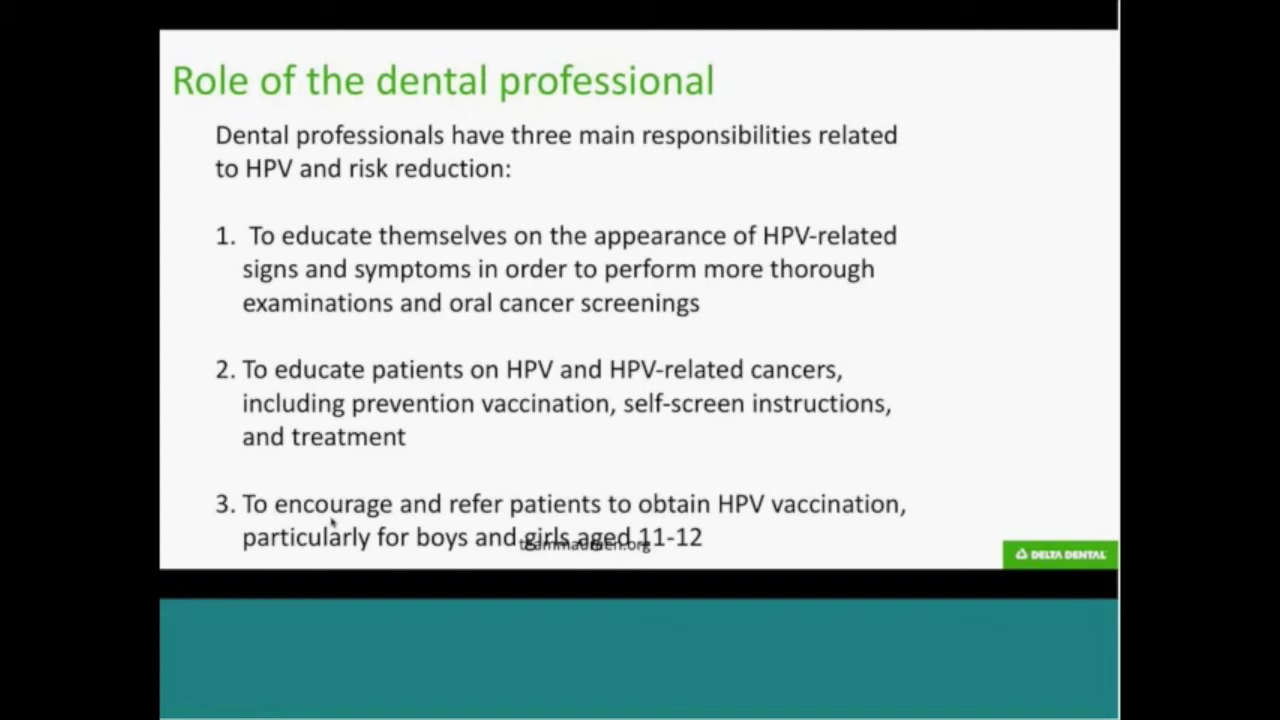 Role of the dental professional
Dental professionals have three main responsibilities related
to HPV and risk reduction:
1. To educate themselves on the appearance of HPV-related
signs and symptoms in order to perform more thorough
examinations and oral cancer screenings
2. To educate patients on HPV and HPV-related cancers,
including prevention vaccination, self-screen instructions,
and treatment
3. To encourage and refer patients to obtain HPV vaccination,
particularly for boys and girls aged 11-12
DELTA DENTAL